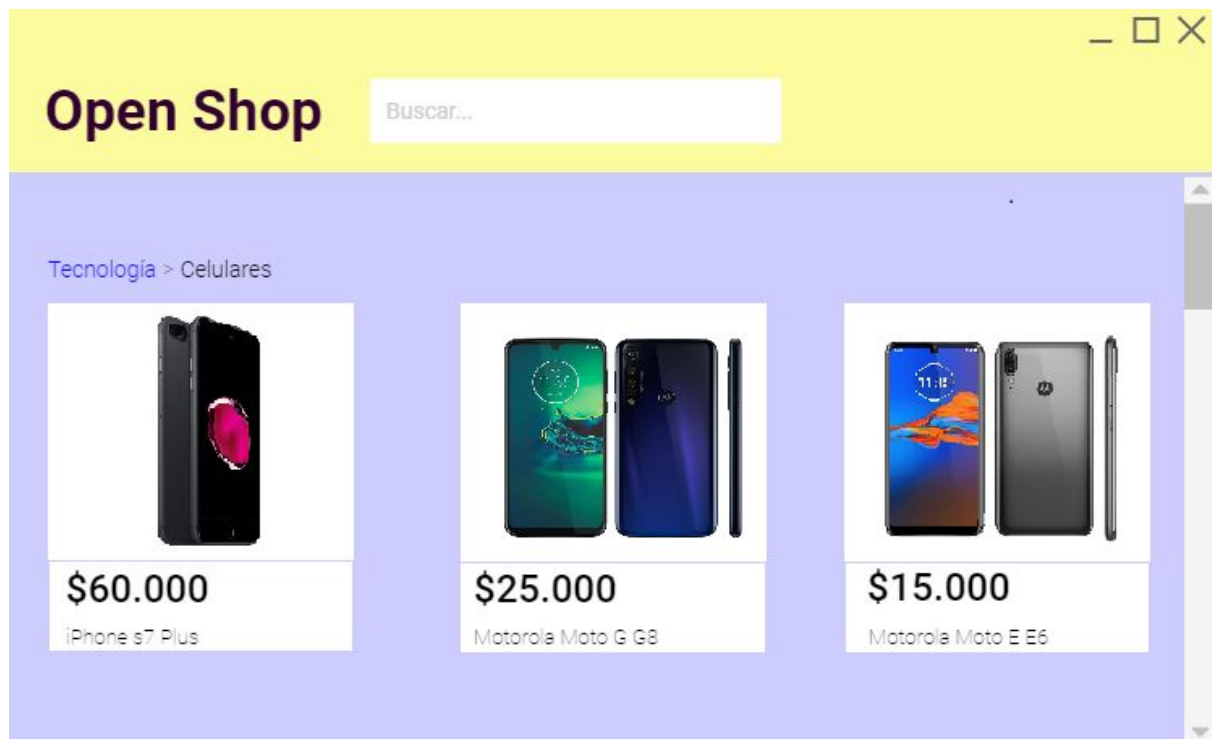 Open Shop
Buscar...
Tecnología > Celulares
$60.000
iPhone s7 Plus
$25.000
Motorola Moto G G8
$15.000
Motorola Moto E E6